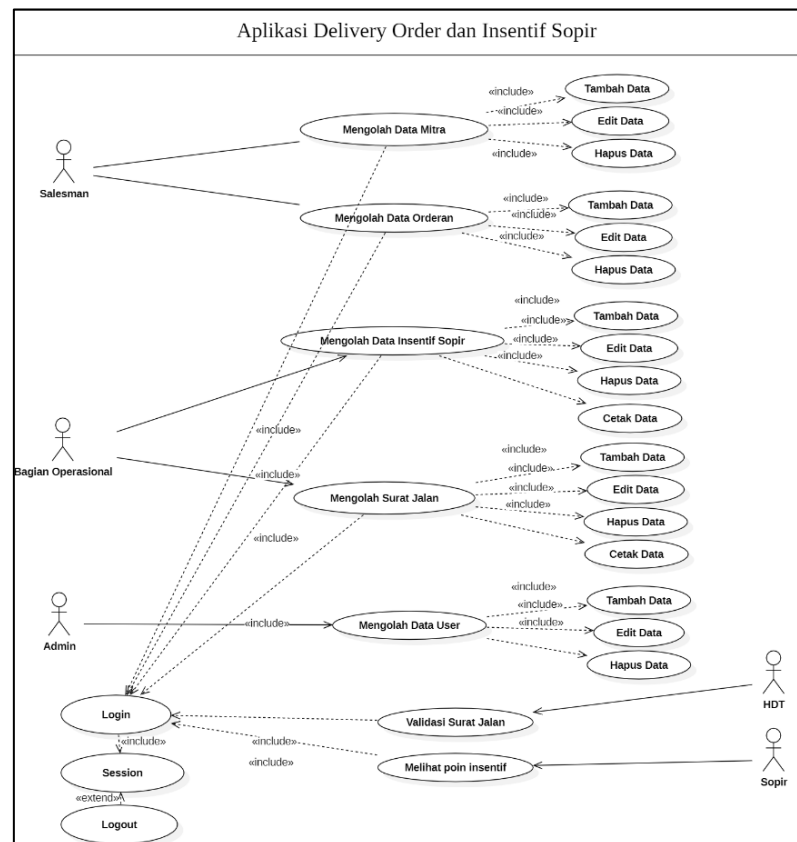 Aplikasi Delivery Order dan Insentif Sopir
«include»
Tambah Data
«include»
Edit Data
Mengolah Data Mitra
«include»
Hapus Data
Salesman
«include»
Tambah Data
«include»
Mengolah Data Orderan
«include»
Edit Data
Hapus Data
«include»
Tambah Data
«include»
Mengolah Data Insentif Sopir
Edit Data
«include»
Hapus Data
Cetak Data
«include»
«include»
Tambah Data
Bagian Operasional
«include»
«include»
«include»
Edit Data
Mengolah Surat Jalan
«include»
Hapus Data
«include»
Cetak Data
«include»
Tambah Data
«include»
Admin
«include»
Mengolah Data User
«include»
Edit Data
Hapus Data
HDT
Login
Validasi Surat Jalan
«include»
«include»
«include»
Session
Melihat poin insentif
Sopir
«extend»
Logout